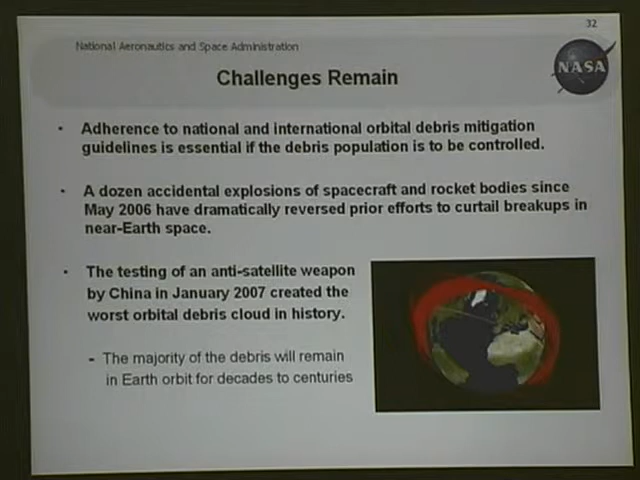 32
National Aeronautics and Space Administration
NASA
Challenges Remain
• Adherence to national and international orbital debris mitigation
guidelines is essential if the debris population is to be controlled.
• A dozen accidental explosions of spacecraft and rocket bodies since
May 2006 have dramatically reversed prior efforts to curtail breakups in
near-Earth space.
• The testing of an anti-satellite weapon
by China in January 2007 created the
worst orbital debris cloud in history.
- The majority of the debris will remain
in Earth orbit for decades to centuries